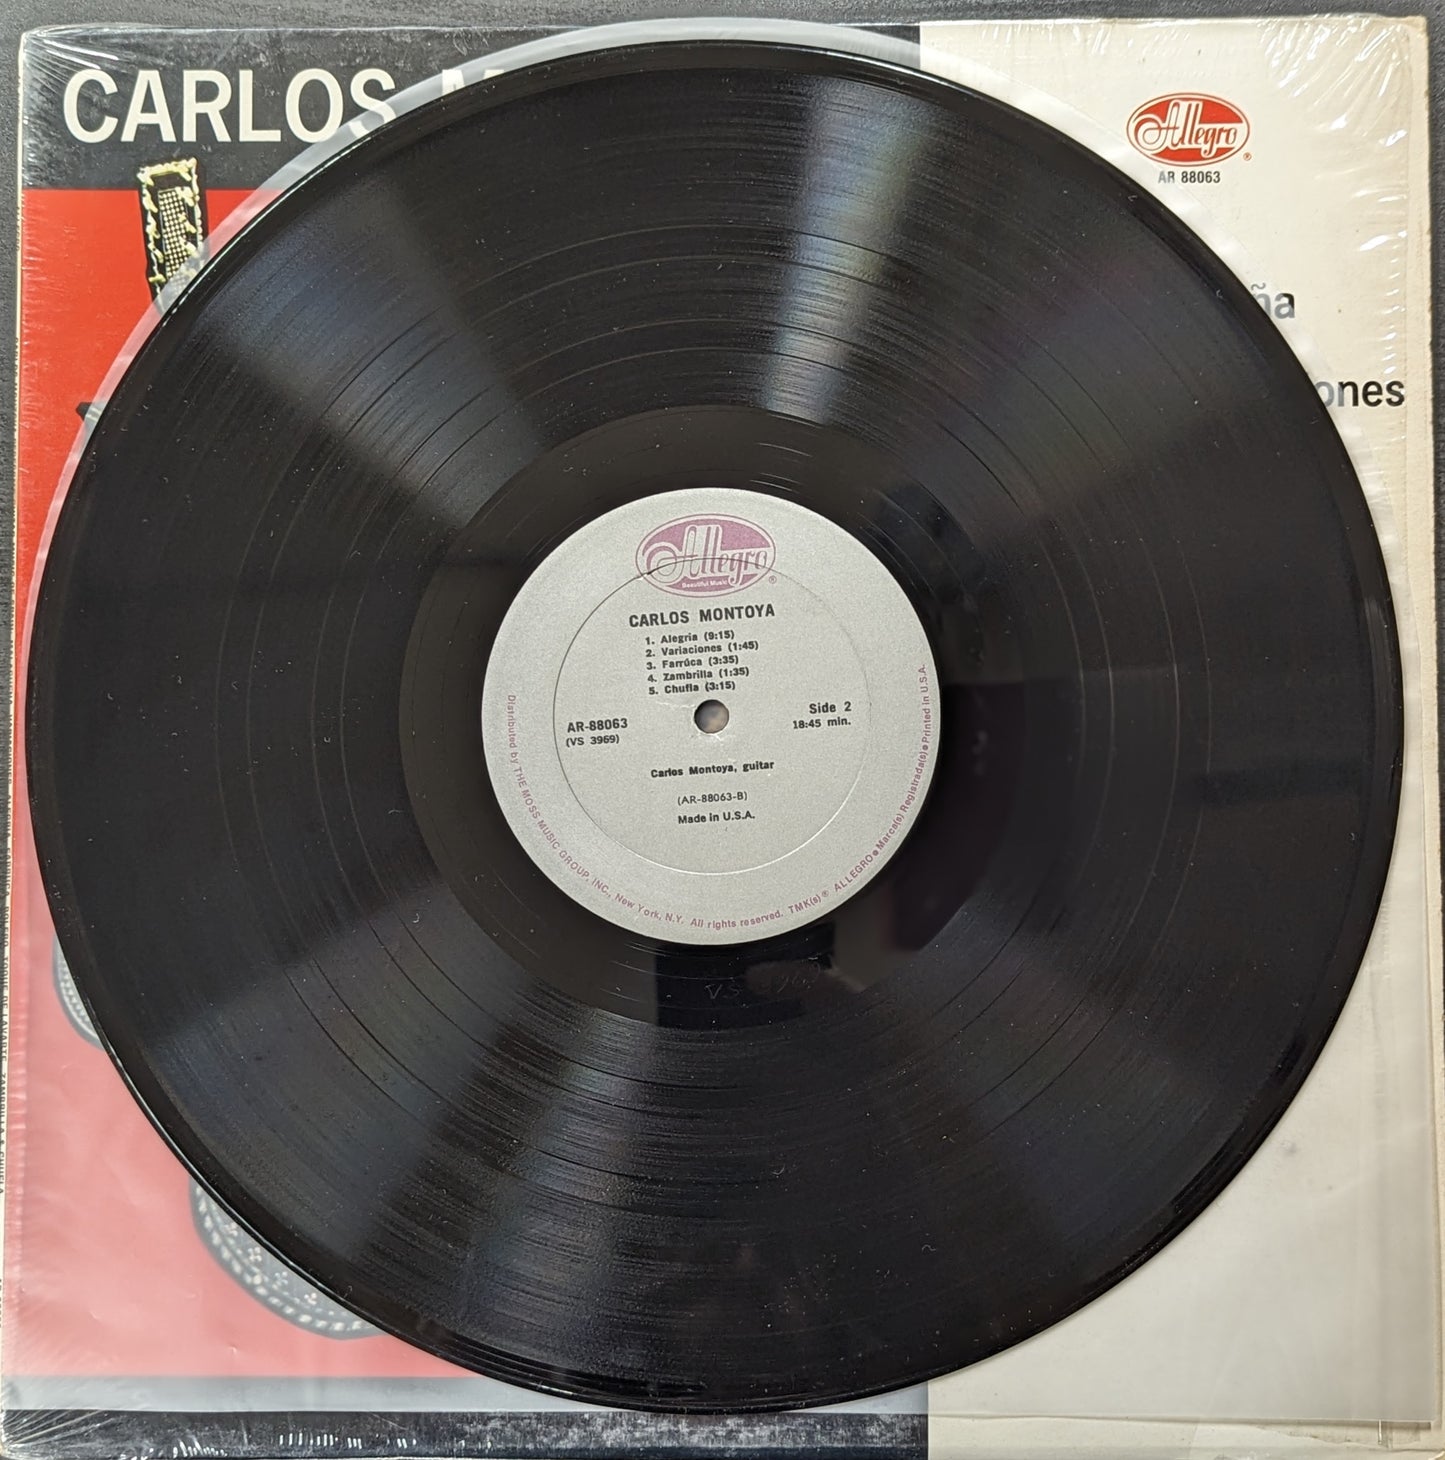 CARLOS M
Allegro ®
AR 88063
ña
ones
Allegro
Beautiful Music ®
CARLOS MONTOYA
1. Alegria (9:15)
2. Variaciones (1:45)
3. Farrúca (3:35)
4. Zambrilla (1:35)
5. Chufla (3:15)
AR-88063
(VS 3969)
Side 2
18:45 min.
Carlos Montoya, guitar
(AR-88063-B)
Made in U.S.A.
Distributed by THE MOSS MUSIC GROUP, INC., New York, N.Y. All rights reserved. TMK(s) ® ALLEGRO ● Marca(s) Registrada(s) ● Printed in U.S.A.
VS